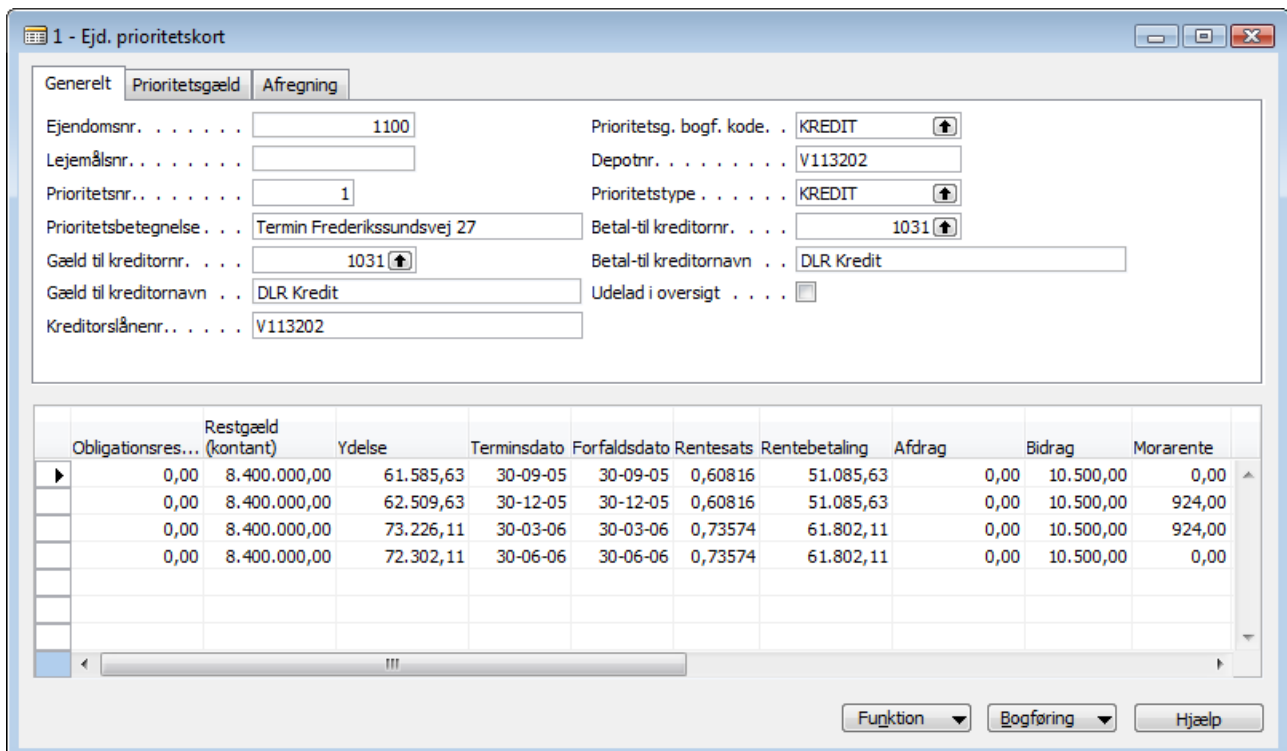 1 - Ejd. prioritetskort
Generelt Prioritetsgæld Afregning
Ejendomsnr. . . . . . . 1100 Prioritetsg. bogf. kode. . KREDIT
Lejemålsnr. . . . . . . . Depotnr. . . . . . . . . . V113202
Prioritetsnr. . . . . . . 1 Prioritetstype . . . . . . KREDIT
Prioritetsbetegnelse . . . Termin Frederikssundsvej 27 Betal-til kreditornr. . . . 1031
Gæld til kreditornr. . . . 1031 Betal-til kreditornavn . . DLR Kredit
Gæld til kreditornavn . . DLR Kredit Udelad i oversigt . . . .
Kreditorslånenr. . . . . . V113202
Obligationsres... Restgæld (kontant) Ydelse Terminsdato Forfaldsdato Rentesats Rentebetaling Afdrag Bidrag Morarente
0,00 8.400.000,00 61.585,63 30-09-05 30-09-05 0,60816 51.085,63 0,00 10.500,00 0,00
0,00 8.400.000,00 62.509,63 30-12-05 30-12-05 0,60816 51.085,63 0,00 10.500,00 924,00
0,00 8.400.000,00 73.226,11 30-03-06 30-03-06 0,73574 61.802,11 0,00 10.500,00 924,00
0,00 8.400.000,00 72.302,11 30-06-06 30-06-06 0,73574 61.802,11 0,00 10.500,00 0,00
Funktion Bogføring Hjælp